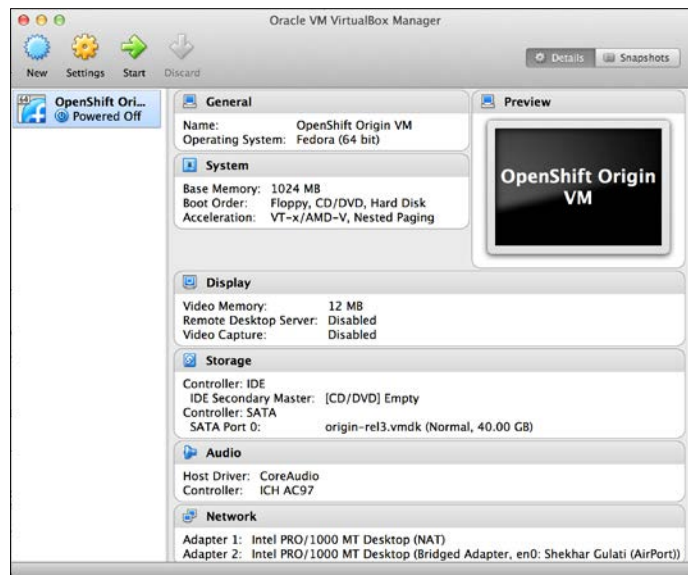 Oracle VM VirtualBox Manager
New
Settings
Start
Discard
Details
Snapshots
64
OpenShift Ori...
Powered Off
General
Name: OpenShift Origin VM
Operating System: Fedora (64 bit)
Preview
OpenShift Origin
VM
System
Base Memory: 1024 MB
Boot Order: Floppy, CD/DVD, Hard Disk
Acceleration: VT-x/AMD-V, Nested Paging
Display
Video Memory: 12 MB
Remote Desktop Server: Disabled
Video Capture: Disabled
Storage
Controller: IDE
IDE Secondary Master: [CD/DVD] Empty
Controller: SATA
SATA Port 0: origin-rel3.vmdk (Normal, 40.00 GB)
Audio
Host Driver: CoreAudio
Controller: ICH AC97
Network
Adapter 1: Intel PRO/1000 MT Desktop (NAT)
Adapter 2: Intel PRO/1000 MT Desktop (Bridged Adapter, en0: Shekhar Gulati (AirPort))